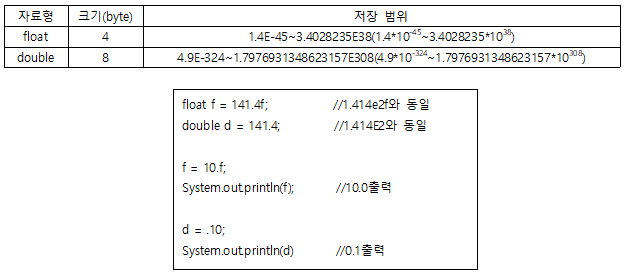 자료형 크기(byte) 저장 범위
float 4 1.4E-45~3.4028235E38(1.4*10^-45~3.4028235*10^38)
double 8 4.9E-324~1.7976931348623157E308(4.9*10^-324~1.7976931348623157*10^308)
float f = 141.4f; //1.414e2f와 동일
double d = 141.4; //1.414E2와 동일
f = 10.f;
System.out.println(f); //10.0출력
d = .10;
System.out.println(d) //0.1출력